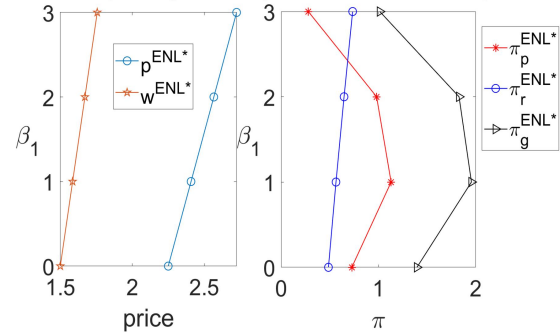 3
2
1
0
β₁
1.5
2
2.5
price
p^ENL*
w^ENL*
3
2
1
0
β₁
0
1
2
π
π_p^ENL*
π_r^ENL*
π_g^ENL*